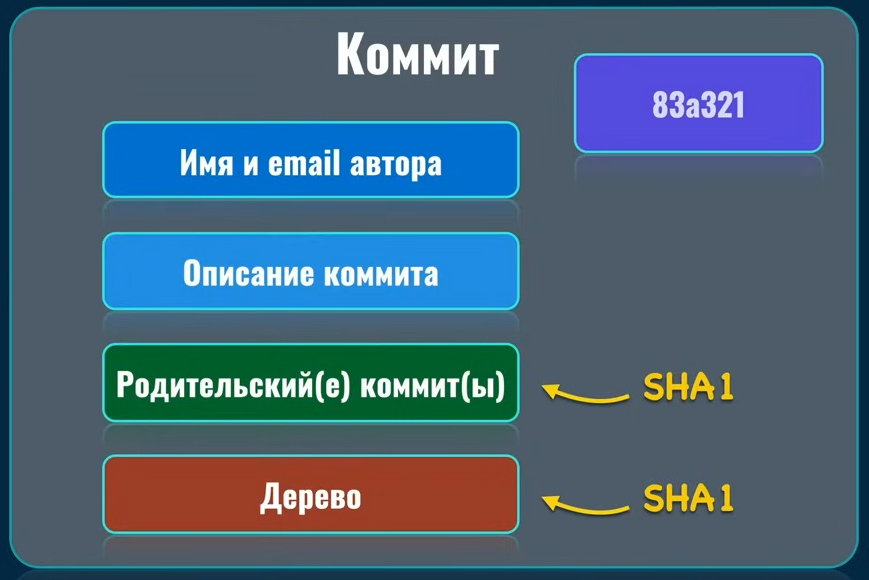 Коммит
83a321
Имя и email автора
Описание коммита
Родительский(е) коммит(ы)
SHA1
Дерево
SHA1